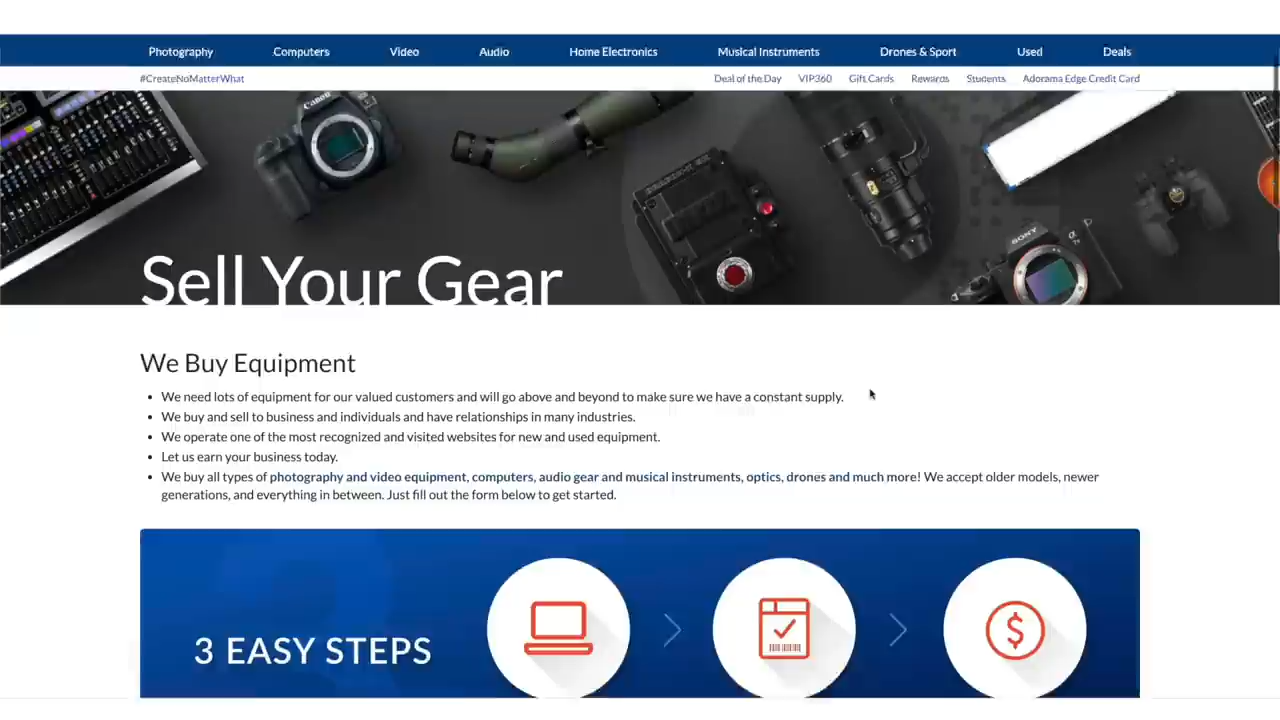 Photography Computers Video Audio Home Electronics Musical Instruments Drones & Sport Used Deals
#CreateNoMatterWhat Deal of the Day VIP360 Gift Cards Rewards Students Adorama Edge Credit Card
Canon
SONY
Sell Your Gear
We Buy Equipment
• We need lots of equipment for our valued customers and will go above and beyond to make sure we have a constant supply.
• We buy and sell to business and individuals and have relationships in many industries.
• We operate one of the most recognized and visited websites for new and used equipment.
• Let us earn your business today.
• We buy all types of photography and video equipment, computers, audio gear and musical instruments, optics, drones and much more! We accept older models, newer
generations, and everything in between. Just fill out the form below to get started.
3 EASY STEPS